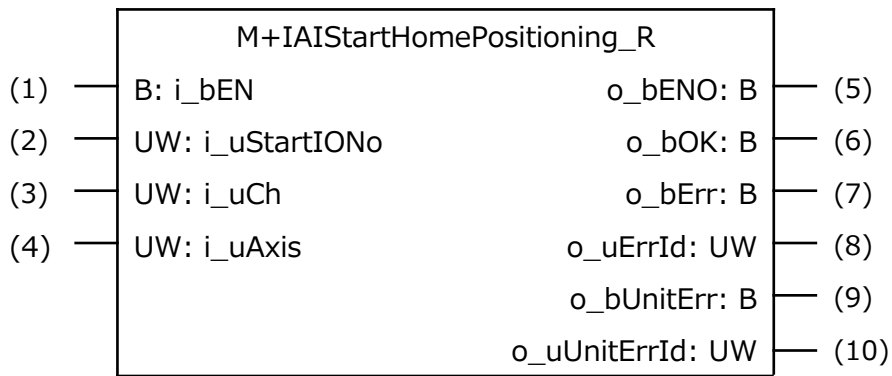 M+IAIStartHomePositioning_R
(1) B: i_bEN o_bENO: B (5)
(2) UW: i_uStartIONo o_bOK: B (6)
(3) UW: i_uCh o_bErr: B (7)
(4) UW: i_uAxis o_uErrId: UW (8)
o_bUnitErr: B (9)
o_uUnitErrId: UW (10)